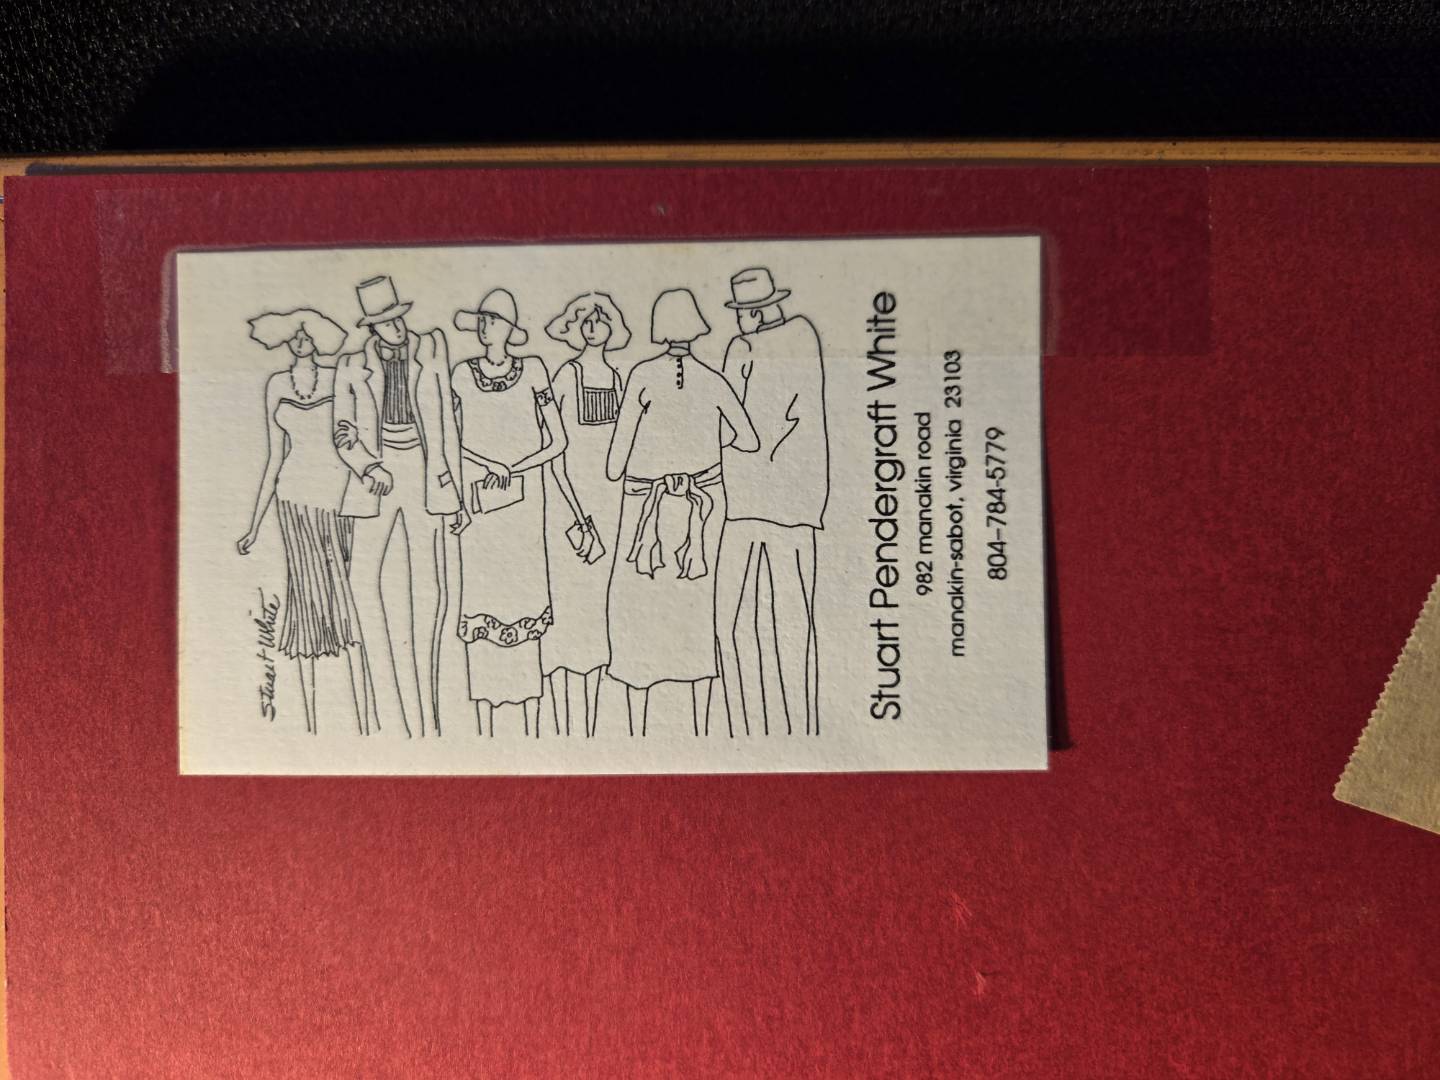 Stuart White
Stuart Pendergraft White
982 manakin road
manakin-sabot, virginia 23103
804-784-5779